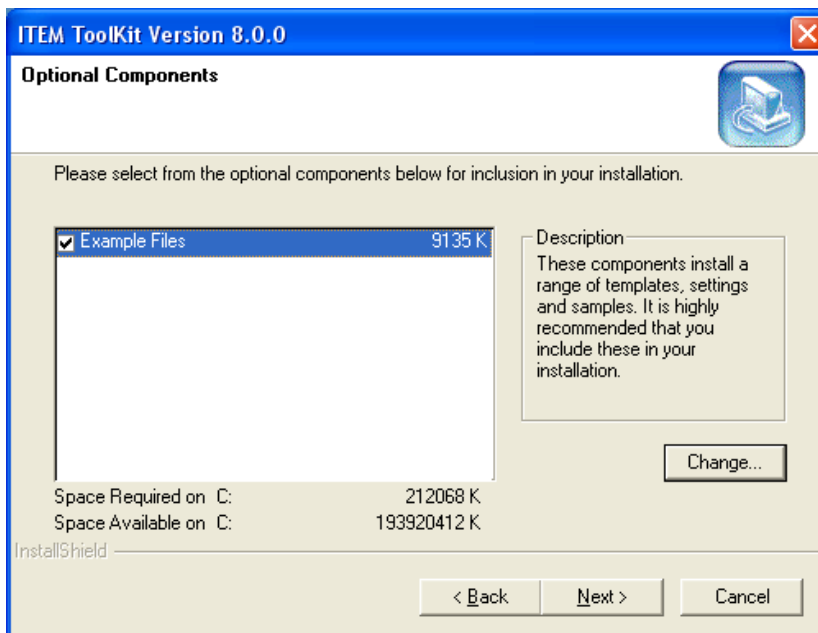 ITEM ToolKit Version 8.0.0
Optional Components
Please select from the optional components below for inclusion in your installation.
Example Files 9135 K
Description
These components install a
range of templates, settings
and samples. It is highly
recommended that you
include these in your
installation.
Change...
Space Required on C: 212068 K
Space Available on C: 193920412 K
InstallShield
< Back Next > Cancel